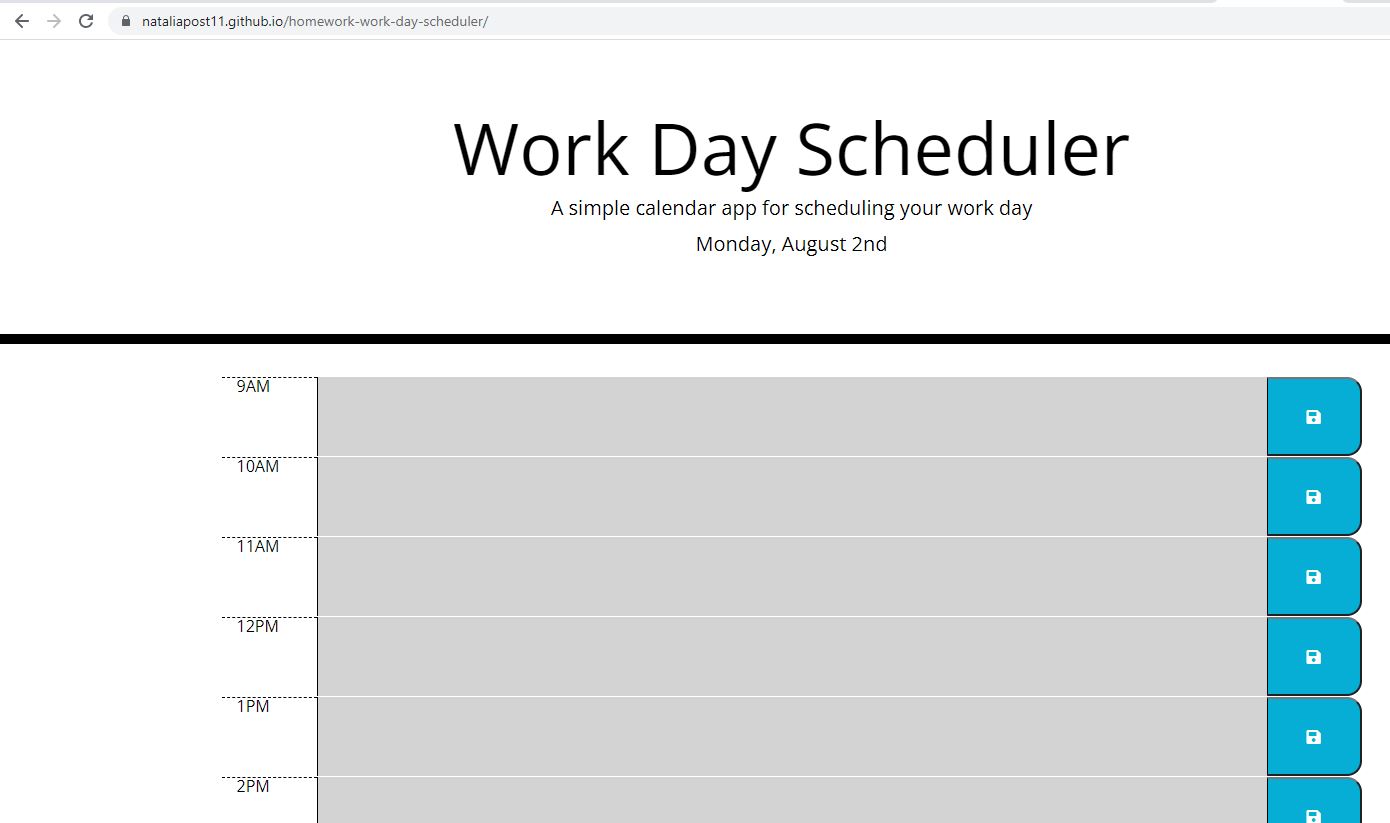 nataliapost11.github.io/homework-work-day-scheduler/
Work Day Scheduler
A simple calendar app for scheduling your work day
Monday, August 2nd
9AM
10AM
11AM
12PM
1PM
2PM